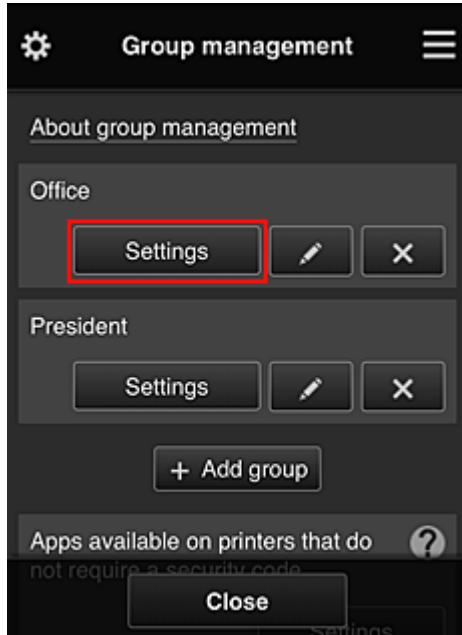 Group management
About group management
Office
Settings
President
Settings
+ Add group
Apps available on printers that do
not require a security code
Close
Settings